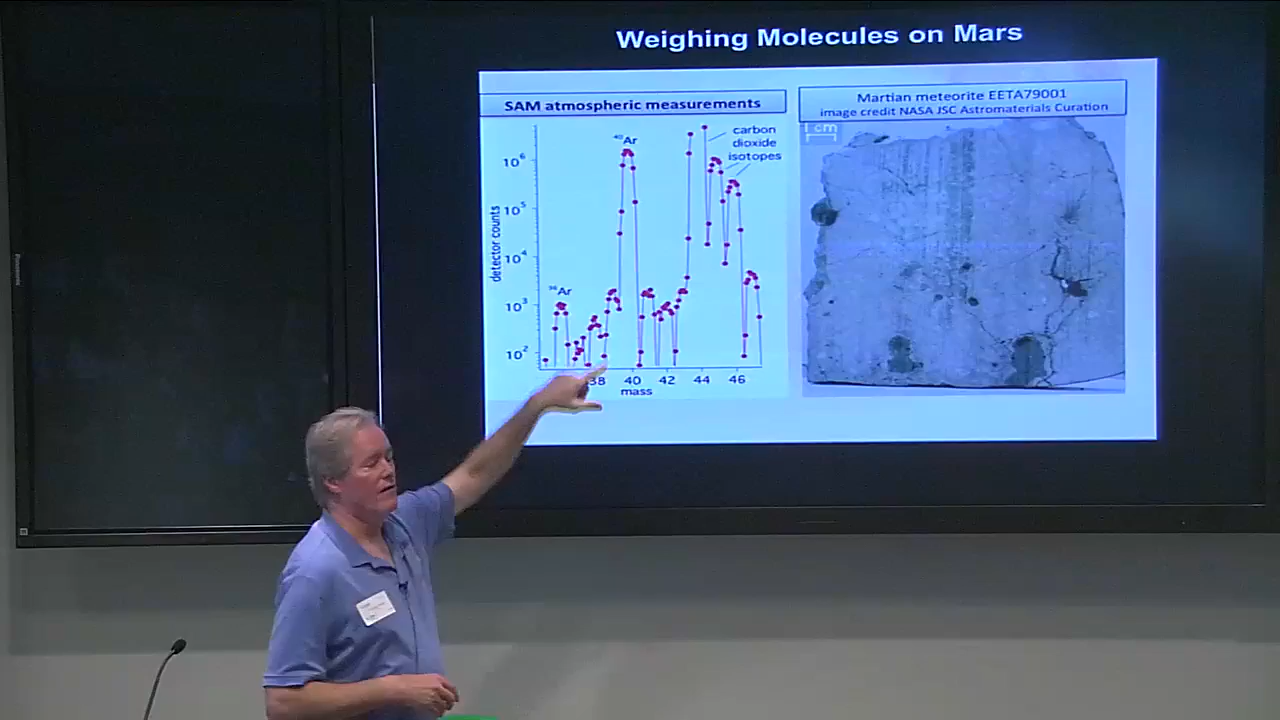 Weighing Molecules on Mars
SAM atmospheric measurements
Martian meteorite EETA79001
image credit NASA JSC Astromaterials Curation
1 cm
carbon
dioxide
isotopes
⁴⁰Ar
10⁶
10⁵
10⁴
10³
10²
detector counts
³⁶Ar
38 40 42 44 46
mass